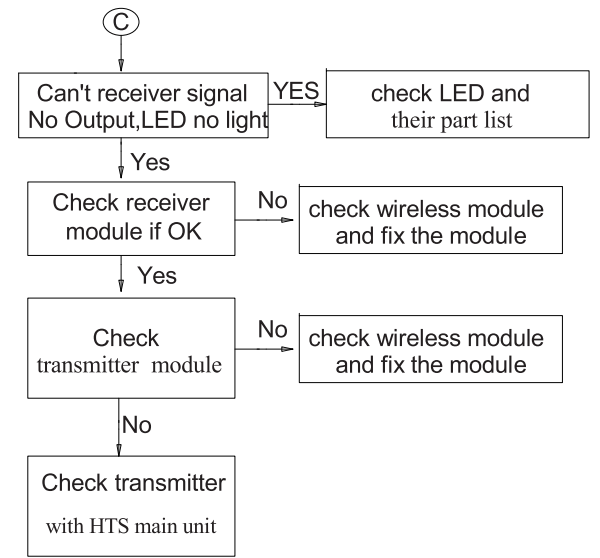 C
Can't receiver signal
No Output,LED no light
YES
check LED and
their part list
Yes
Check receiver
module if OK
No
check wireless module
and fix the module
Yes
Check
transmitter module
No
check wireless module
and fix the module
No
Check transmitter
with HTS main unit